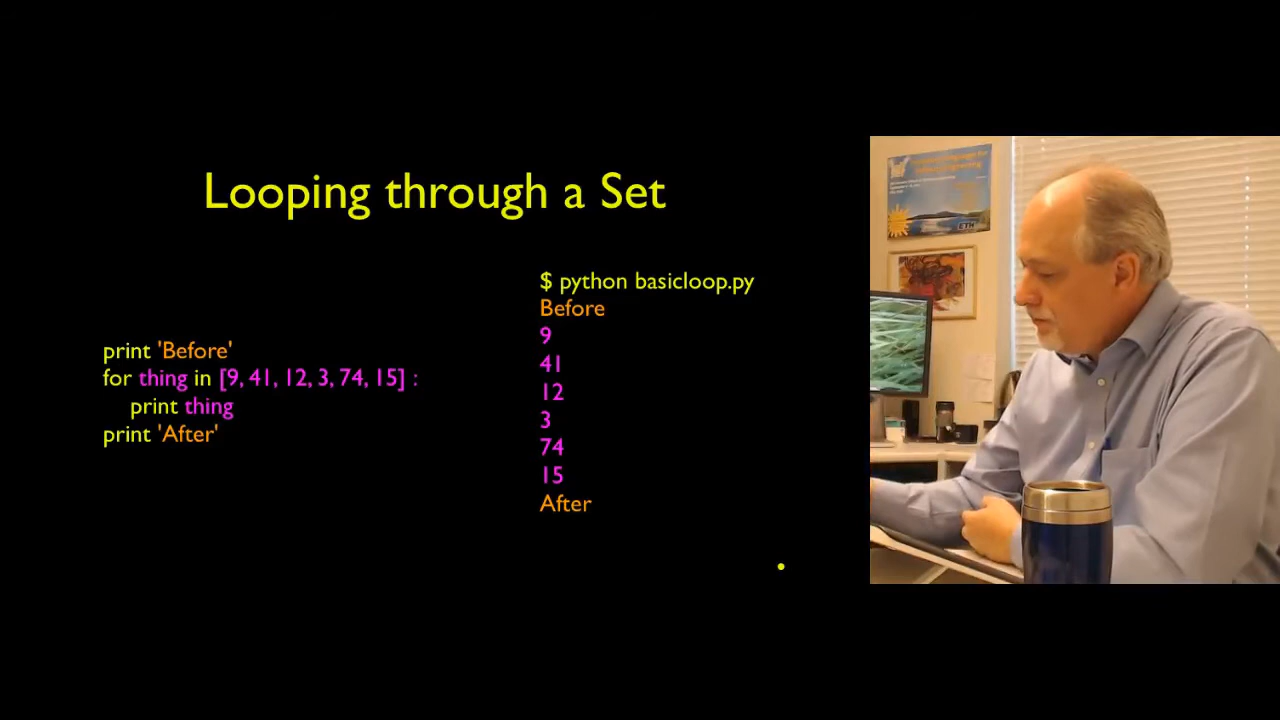 Looping through a Set
print 'Before'
for thing in [9, 41, 12, 3, 74, 15] :
print thing
print 'After'
$ python basicloop.py
Before
9
41
12
3
74
15
After
ETH